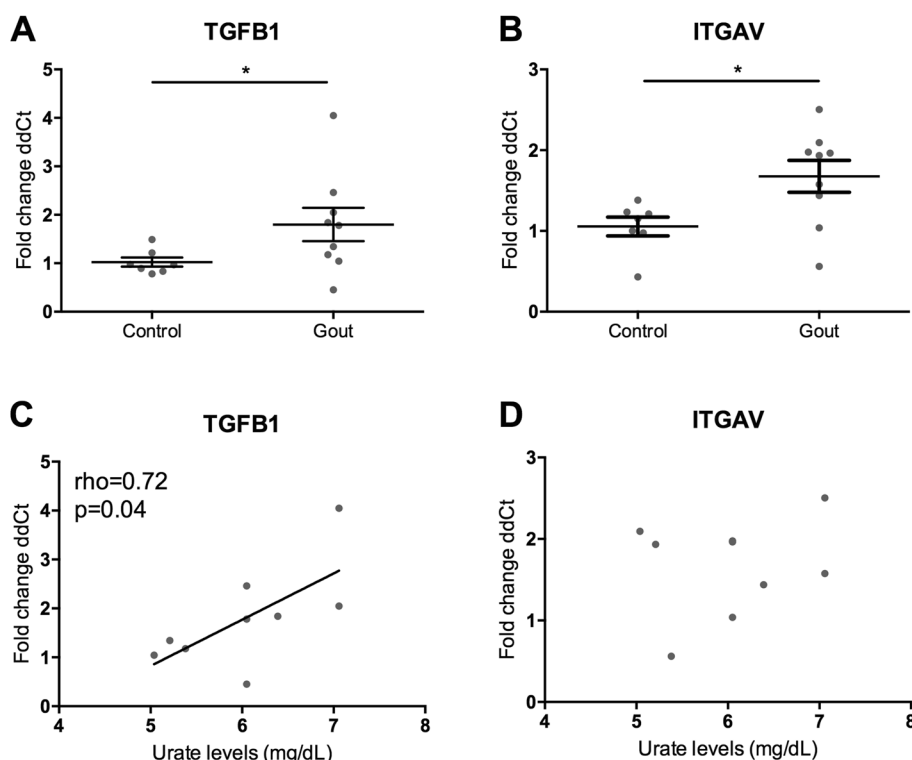 A
TGFB1
Fold change ddCt
5
4
3
2
1
0
*
Control
Gout
B
ITGAV
Fold change ddCt
3
2
1
0
*
Control
Gout
C
TGFB1
Fold change ddCt
5
4
3
2
1
0
rho=0.72
p=0.04
4
5
6
7
8
Urate levels (mg/dL)
D
ITGAV
Fold change ddCt
3
2
1
0
4
5
6
7
8
Urate levels (mg/dL)